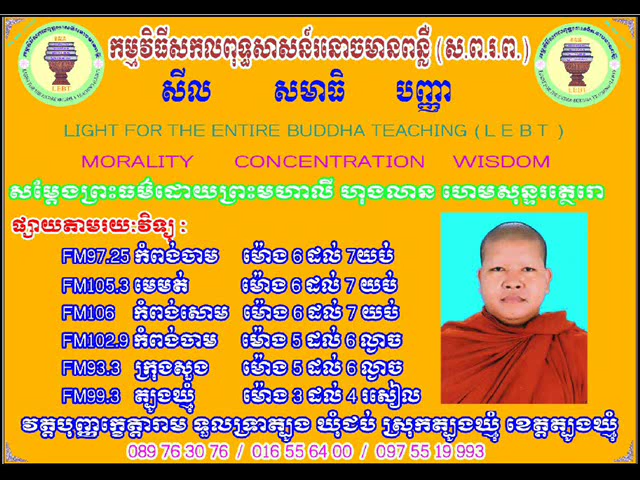 កម្មវិធីសកលពុទ្ធសាសន៍រនោចមានពន្លឺ (ស.ព.រ.ព.)
សីល សមាធិ បញ្ញា
LIGHT FOR THE ENTIRE BUDDHA TEACHING ( L E B T )
MORALITY CONCENTRATION WISDOM
សម្តែងព្រះធម៌ដោយព្រះមហាលី ហុងលាន ហេមសុន្ទរត្ថេរោ
ផ្សាយតាមរយៈវិទ្យុ :
FM97.25 កំពង់ចាម ម៉ោង 6 ដល់ 7 យប់
FM105.3 មេមត់ ម៉ោង 6 ដល់ 7 យប់
FM106 កំពង់សោម ម៉ោង 6 ដល់ 7 យប់
FM102.9 កំពង់ចាម ម៉ោង 5 ដល់ 6 ល្ងាច
FM93.3 ក្រុងសួង ម៉ោង 5 ដល់ 6 ល្ងាច
FM99.3 ត្បូងឃ្មុំ ម៉ោង 3 ដល់ 4 រសៀល
វត្តបុញ្ញក្ខេត្តារាម ទួលទ្រាត្បូង ឃុំជប់ ស្រុកត្បូងឃ្មុំ ខេត្តត្បូងឃ្មុំ
089 76 30 76 / 016 55 64 00 / 097 55 19 993